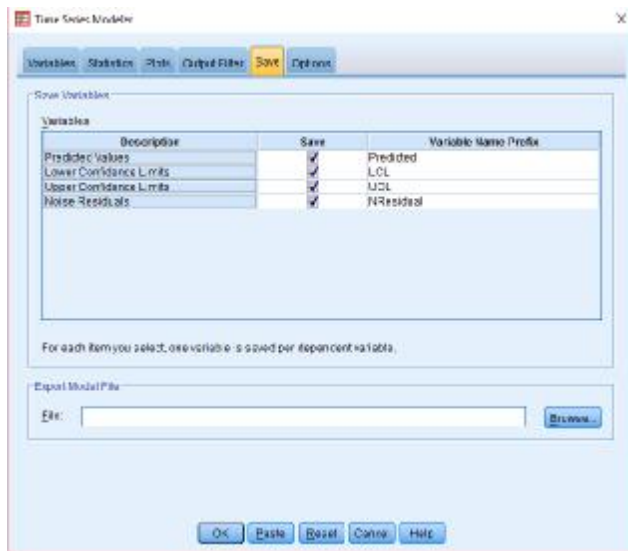 Time Series Modeler
Variables Statistics Plots Output Filter Save Options
Save Variables
Variables
Description Save Variable Name Prefix
Predicted Values Predicted
Lower Confidence Limits LCL
Upper Confidence Limits UCL
Noise Residuals NResidual
For each item you select, one variable is saved per dependent variable.
Export Model File
File: Browse...
OK Paste Reset Cancel Help